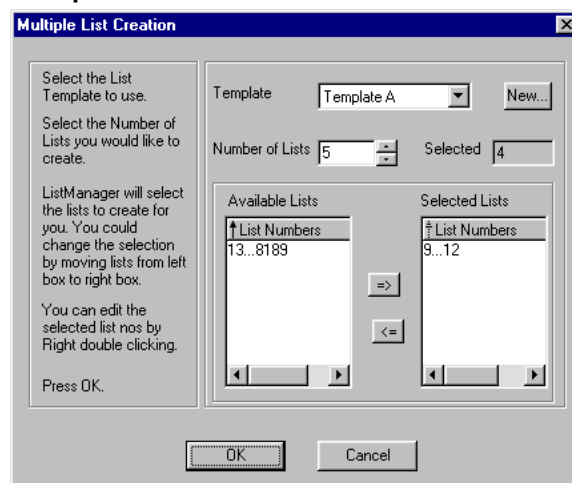 Multiple List Creation
Select the List
Template to use.
Select the Number of
Lists you would like to
create.
ListManager will select
the lists to create for
you. You could
change the selection
by moving lists from left
box to right box.
You can edit the
selected list nos by
Right double clicking.
Press OK.
Template
Template A
New...
Number of Lists
5
Selected
4
Available Lists
List Numbers
13...8189
=>
<=
Selected Lists
List Numbers
9...12
OK
Cancel